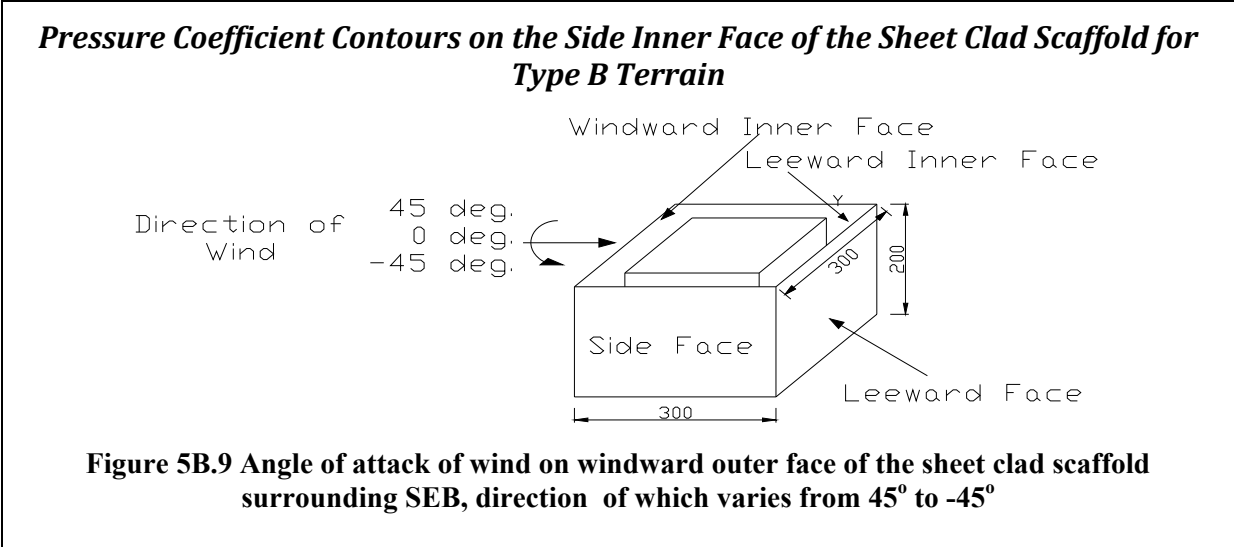 Pressure Coefficient Contours on the Side Inner Face of the Sheet Clad Scaffold for
Type B Terrain
Windward Inner Face
Leeward Inner Face
Y
Direction of
Wind
45 deg.
0 deg.
-45 deg.
300
200
Side Face
Leeward Face
300
Figure 5B.9 Angle of attack of wind on windward outer face of the sheet clad scaffold
surrounding SEB, direction of which varies from 45° to -45°